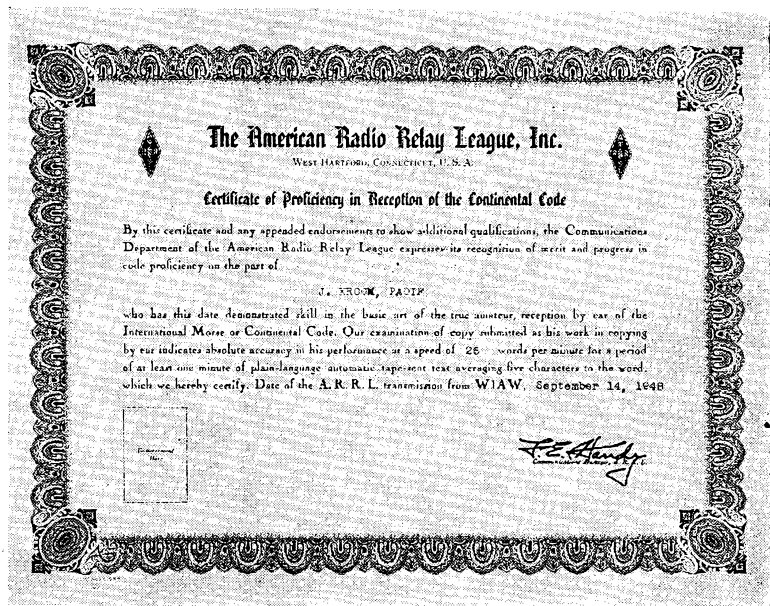 The American Radio Relay League, Inc.
WEST HARTFORD, CONNECTICUT, U. S. A.
Certificate of Proficiency in Reception of the Continental Code
By this certificate and any appended endorsements to show additional qualifications, the Communications
Department of the American Radio Relay League expresses its recognition of merit and progress in
code proficiency on the part of
J. KROOM,
who has this date demonstrated skill in the basic art of the true amateur, reception by ear of the
International Morse or Continental Code. Our examination of copy submitted as his work in copying
by ear indicates absolute accuracy in his performance at a speed of 25 words per minute for a period
of at least one minute of plain-language automatic tape-sent text averaging five characters to the word,
which we hereby certify. Date of the A. R. R. L. transmission from W1AW, September 14, 1948
Endorsement
Here
F. E. Handy
Communications Manager, A. R. R. L.